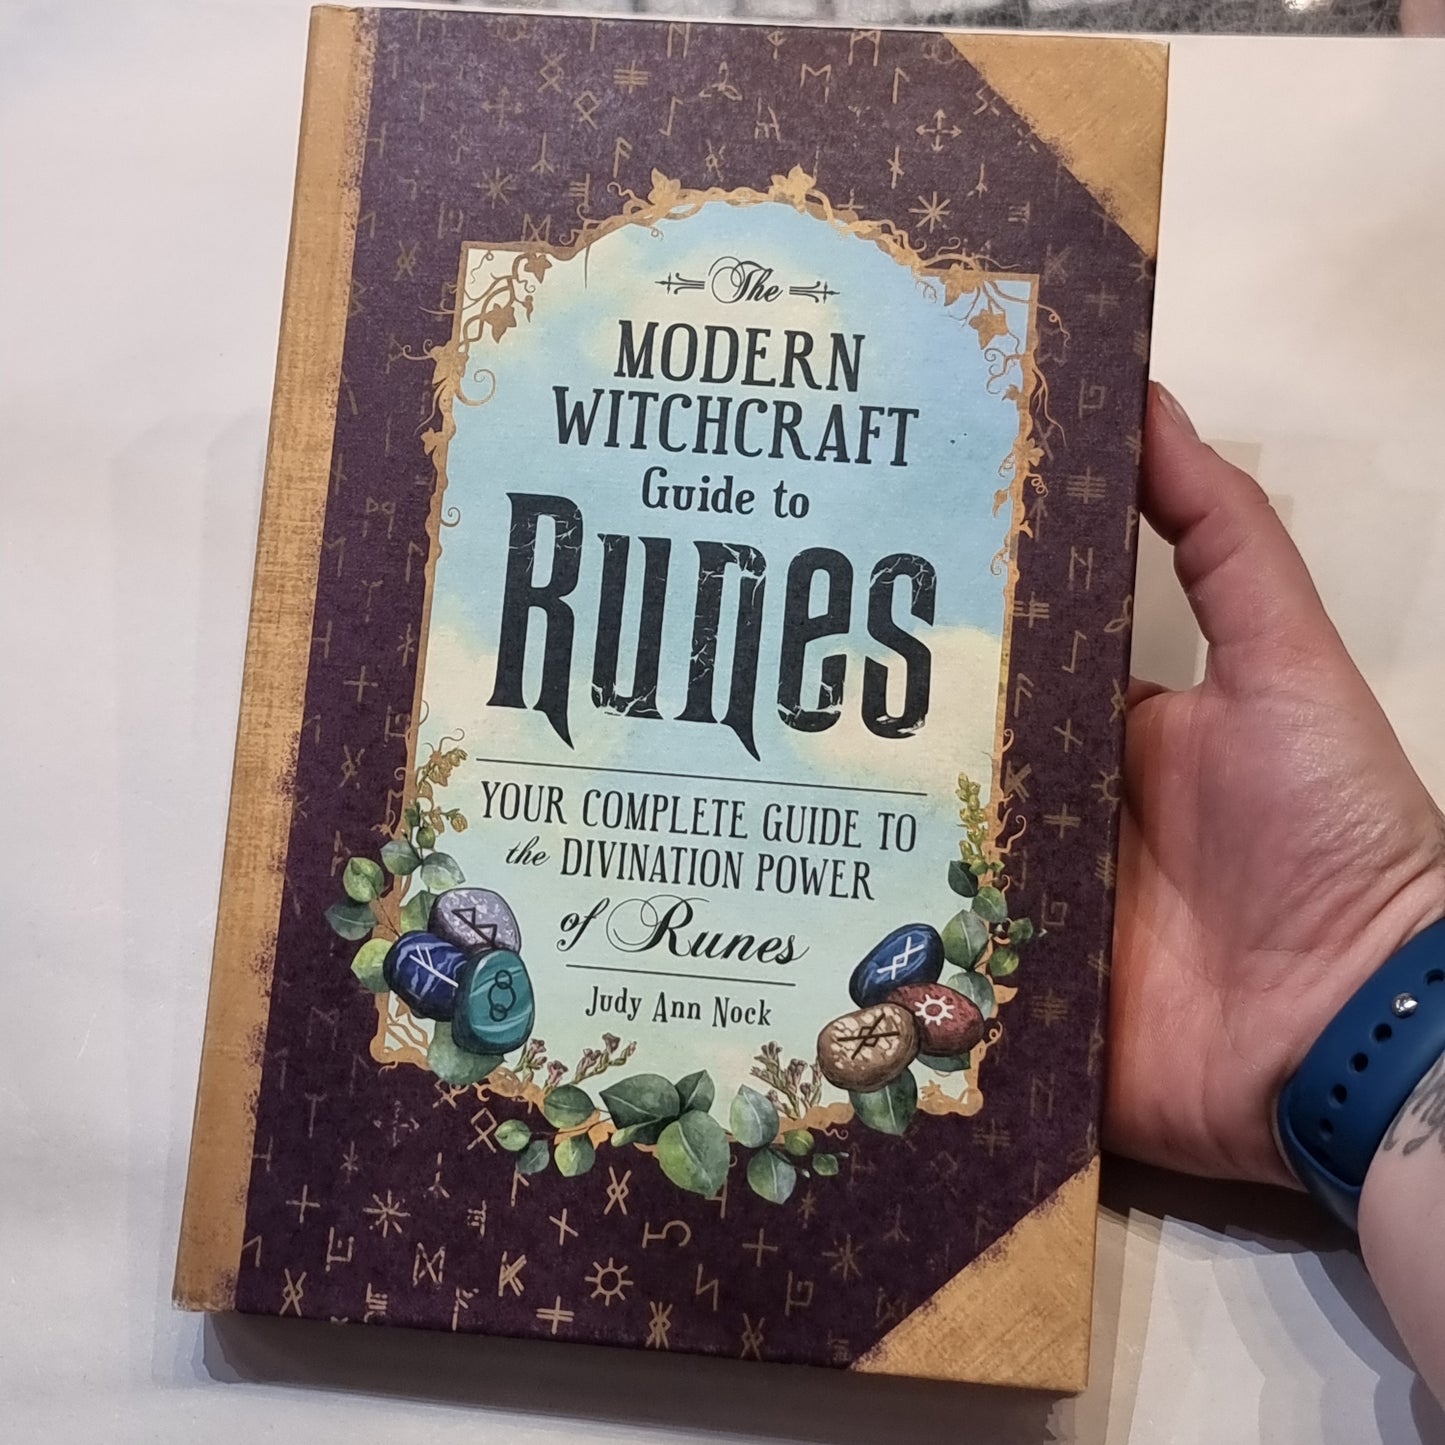 The
MODERN
WITCHCRAFT
Guide to
Runes
YOUR COMPLETE GUIDE TO
the DIVINATION POWER
of Runes
Judy Ann Nock